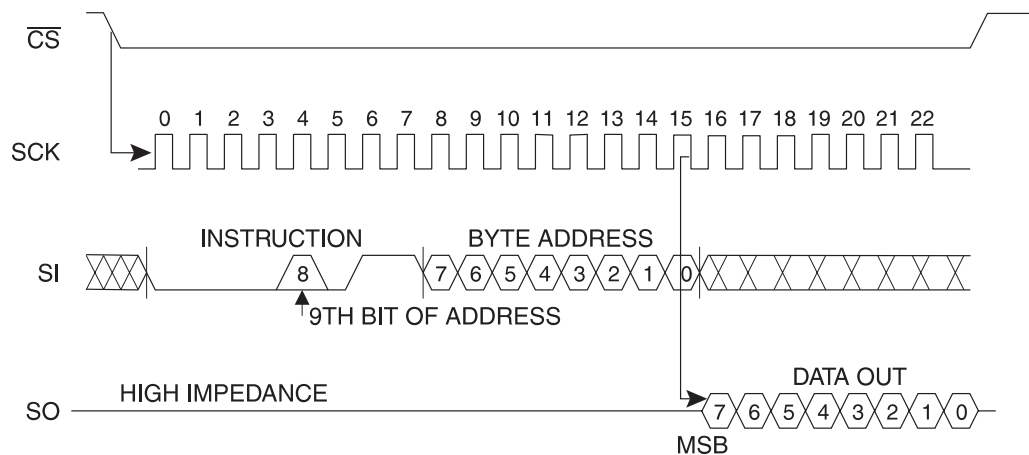 CS
0 1 2 3 4 5 6 7 8 9 10 11 12 13 14 15 16 17 18 19 20 21 22
SCK
INSTRUCTION BYTE ADDRESS
SI 8 7 6 5 4 3 2 1 0
9TH BIT OF ADDRESS
HIGH IMPEDANCE DATA OUT
SO 7 6 5 4 3 2 1 0
MSB